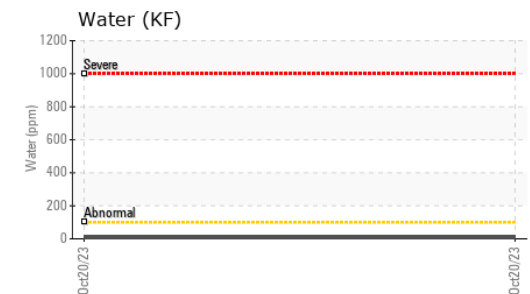 Water (KF)
1200
Severe
1000
800
Water (ppm)
600
400
200
Abnormal
0
Oct20/23
Oct20/23